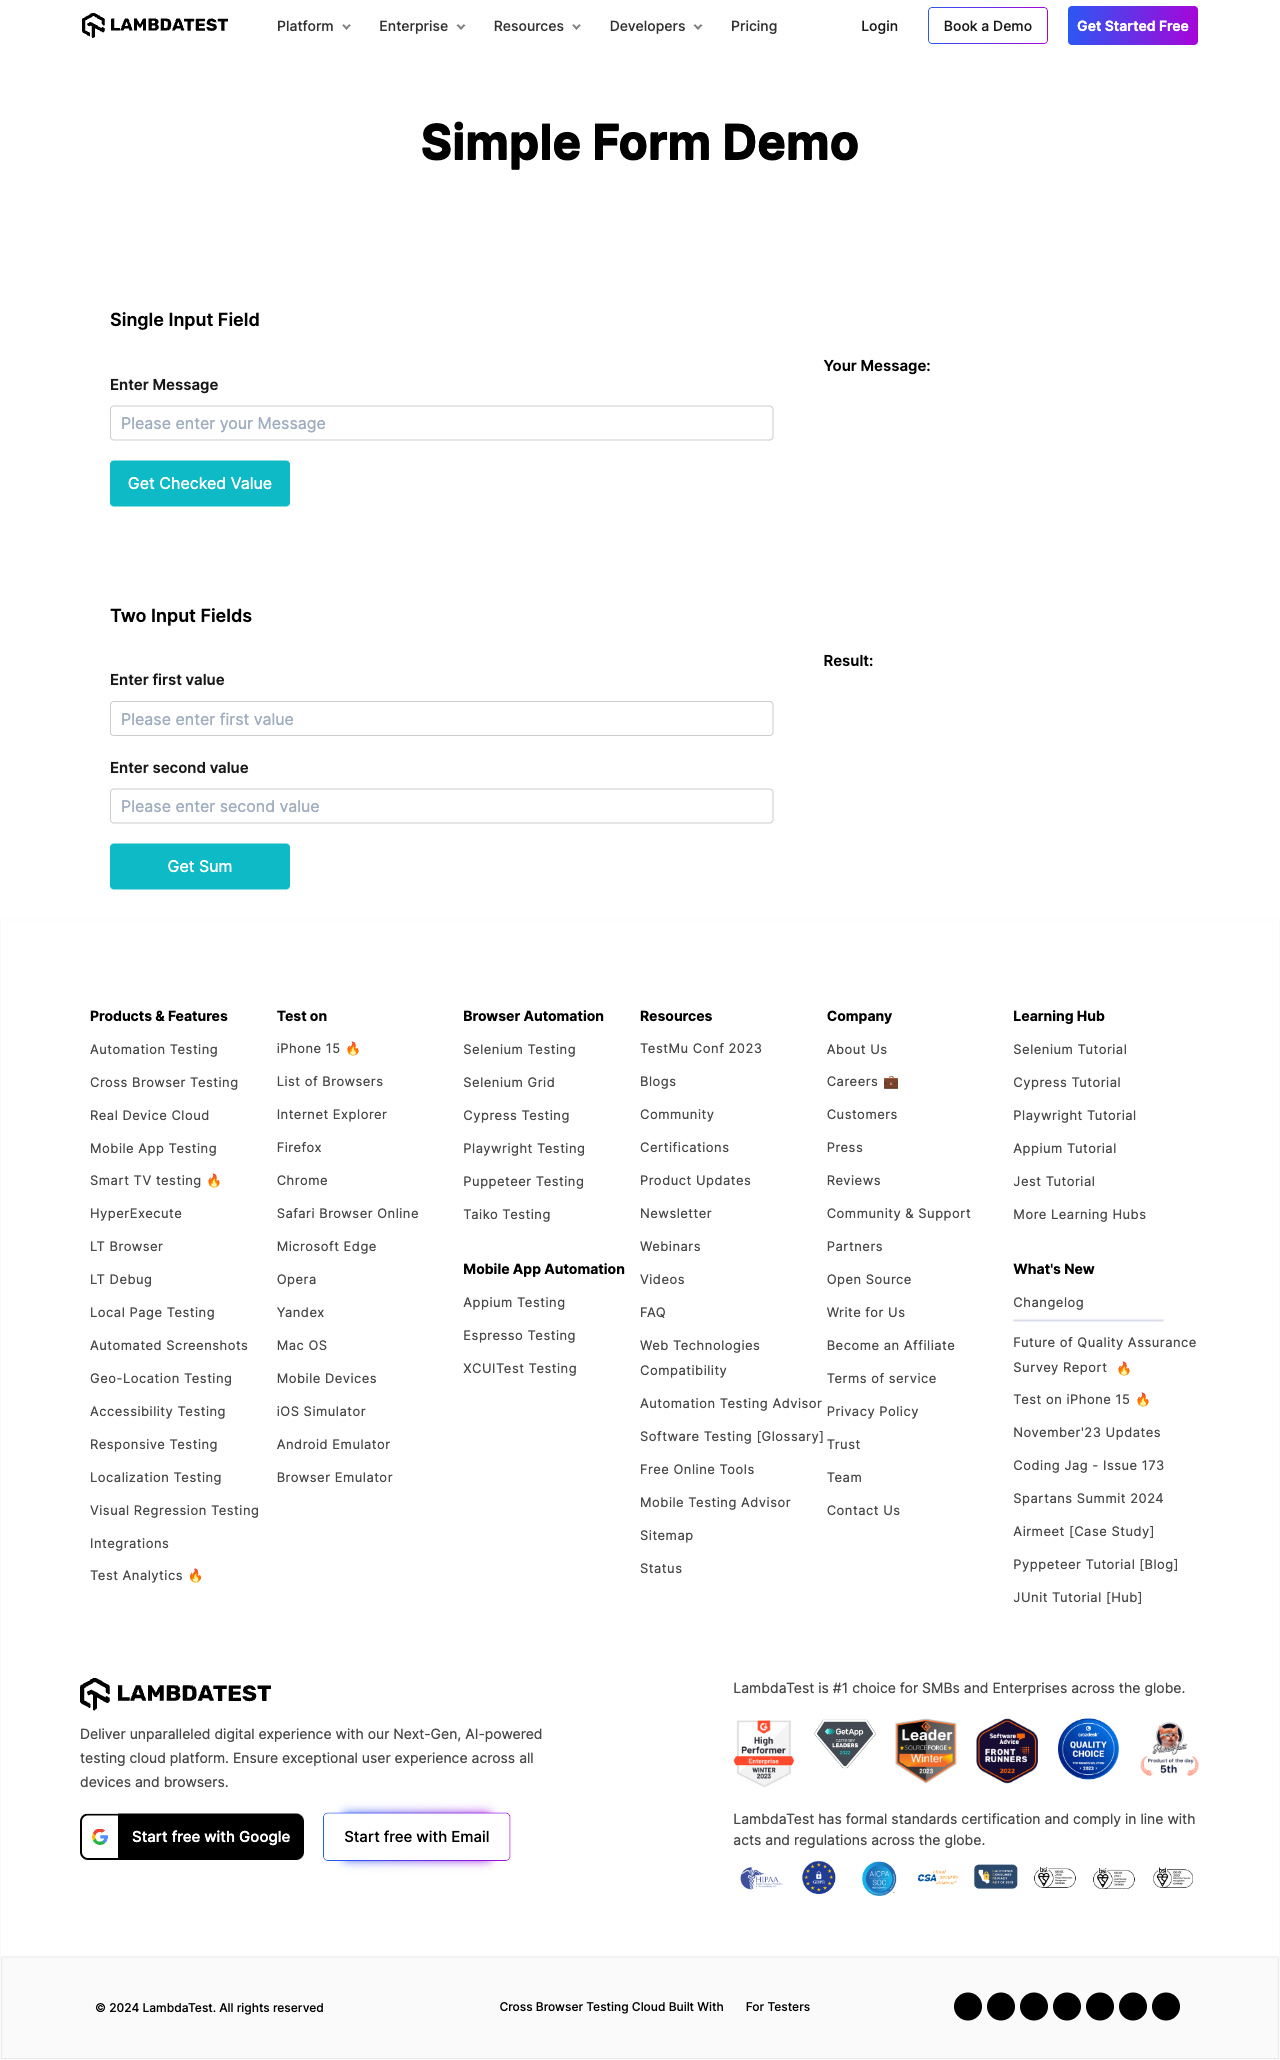 LAMBDATEST
Platform
Enterprise
Resources
Developers
Pricing
Login
Book a Demo
Get Started Free
Simple Form Demo
Single Input Field
Your Message:
Enter Message
Please enter your Message
Get Checked Value
Two Input Fields
Result:
Enter first value
Please enter first value
Enter second value
Please enter second value
Get Sum
Products & Features
Automation Testing
Cross Browser Testing
Real Device Cloud
Mobile App Testing
Smart TV testing 🔥
HyperExecute
LT Browser
LT Debug
Local Page Testing
Automated Screenshots
Geo-Location Testing
Accessibility Testing
Responsive Testing
Localization Testing
Visual Regression Testing
Integrations
Test Analytics 🔥
Test on
iPhone 15 🔥
List of Browsers
Internet Explorer
Firefox
Chrome
Safari Browser Online
Microsoft Edge
Opera
Yandex
Mac OS
Mobile Devices
iOS Simulator
Android Emulator
Browser Emulator
Browser Automation
Selenium Testing
Selenium Grid
Cypress Testing
Playwright Testing
Puppeteer Testing
Taiko Testing
Mobile App Automation
Appium Testing
Espresso Testing
XCUITest Testing
Resources
TestMu Conf 2023
Blogs
Community
Certifications
Product Updates
Newsletter
Webinars
Videos
FAQ
Web Technologies
Compatibility
Automation Testing Advisor
Software Testing [Glossary]
Free Online Tools
Mobile Testing Advisor
Sitemap
Status
Company
About Us
Careers 💼
Customers
Press
Reviews
Community & Support
Partners
Open Source
Write for Us
Become an Affiliate
Terms of service
Privacy Policy
Trust
Team
Contact Us
Learning Hub
Selenium Tutorial
Cypress Tutorial
Playwright Tutorial
Appium Tutorial
Jest Tutorial
More Learning Hubs
What's New
Changelog
Future of Quality Assurance
Survey Report 🔥
Test on iPhone 15 🔥
November'23 Updates
Coding Jag - Issue 173
Spartans Summit 2024
Airmeet [Case Study]
Pyppeteer Tutorial [Blog]
JUnit Tutorial [Hub]
LAMBDATEST
Deliver unparalleled digital experience with our Next-Gen, AI-powered
testing cloud platform. Ensure exceptional user experience across all
devices and browsers.
Start free with Google
Start free with Email
LambdaTest is #1 choice for SMBs and Enterprises across the globe.
High
Performer
Enterprise
WINTER
2023
GetApp
CATEGORY
LEADERS
2022
Leader
SOURCEFORGE
Winter
2023
Software
Advice
FRONT
RUNNERS
2022
QUALITY
CHOICE
2023
Product of the day
5th
LambdaTest has formal standards certification and comply in line with
acts and regulations across the globe.
HIPAA
GDPR
AICPA
SOC
CSA
© 2024 LambdaTest. All rights reserved
Cross Browser Testing Cloud Built With
For Testers